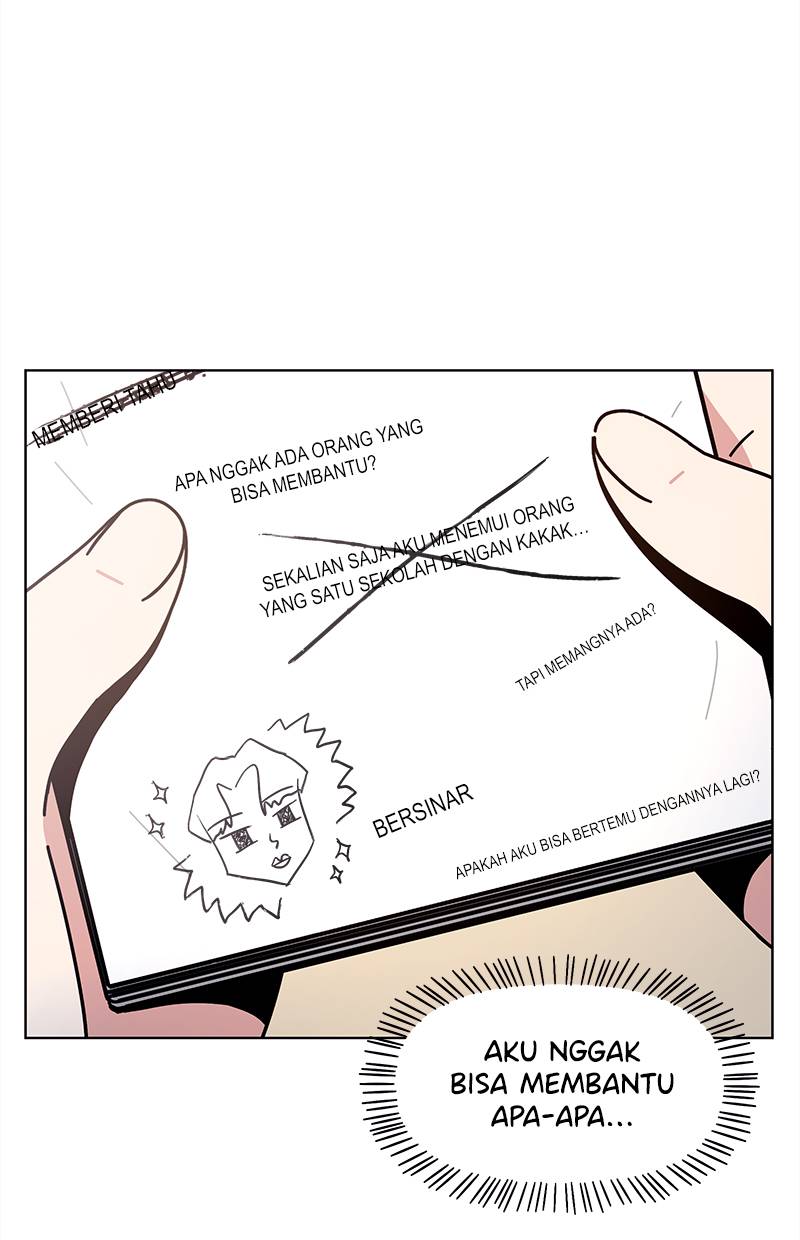 MEMBERI TAHU
APA NGGAK ADA ORANG YANG
BISA MEMBANTU?
SEKALIAN SAJA AKU MENEMUI ORANG
YANG SATU SEKOLAH DENGAN KAKAK...
TAPI MEMANGNYA ADA?
BERSINAR
APAKAH AKU BISA BERTEMU DENGANNYA LAGI?
AKU NGGAK
BISA MEMBANTU
APA-APA...